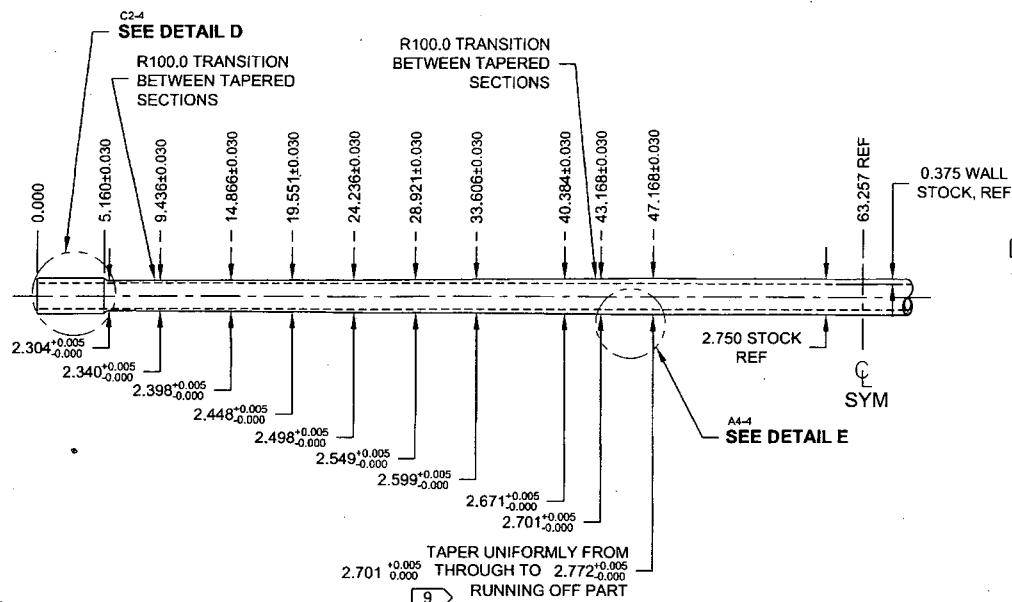 C2-4
SEE DETAIL D
R100.0 TRANSITION
BETWEEN TAPERED
SECTIONS
R100.0 TRANSITION
BETWEEN TAPERED
SECTIONS
0.000
5.160±0.030
9.436±0.030
14.866±0.030
19.551±0.030
24.236±0.030
28.921±0.030
33.606±0.030
40.384±0.030
43.168±0.030
47.168±0.030
63.257 REF
0.375 WALL
STOCK, REF
2.304 +0.005 -0.000
2.340 +0.005 -0.000
2.398 +0.005 -0.000
2.448 +0.005 -0.000
2.498 +0.005 -0.000
2.549 +0.005 -0.000
2.599 +0.005 -0.000
2.671 +0.005 -0.000
2.701 +0.005 -0.000
2.750 STOCK
REF
℄
SYM
A4-4
SEE DETAIL E
TAPER UNIFORMLY FROM
2.701 +0.005 0.000 THROUGH TO 2.772 +0.005 -0.000
RUNNING OFF PART
9